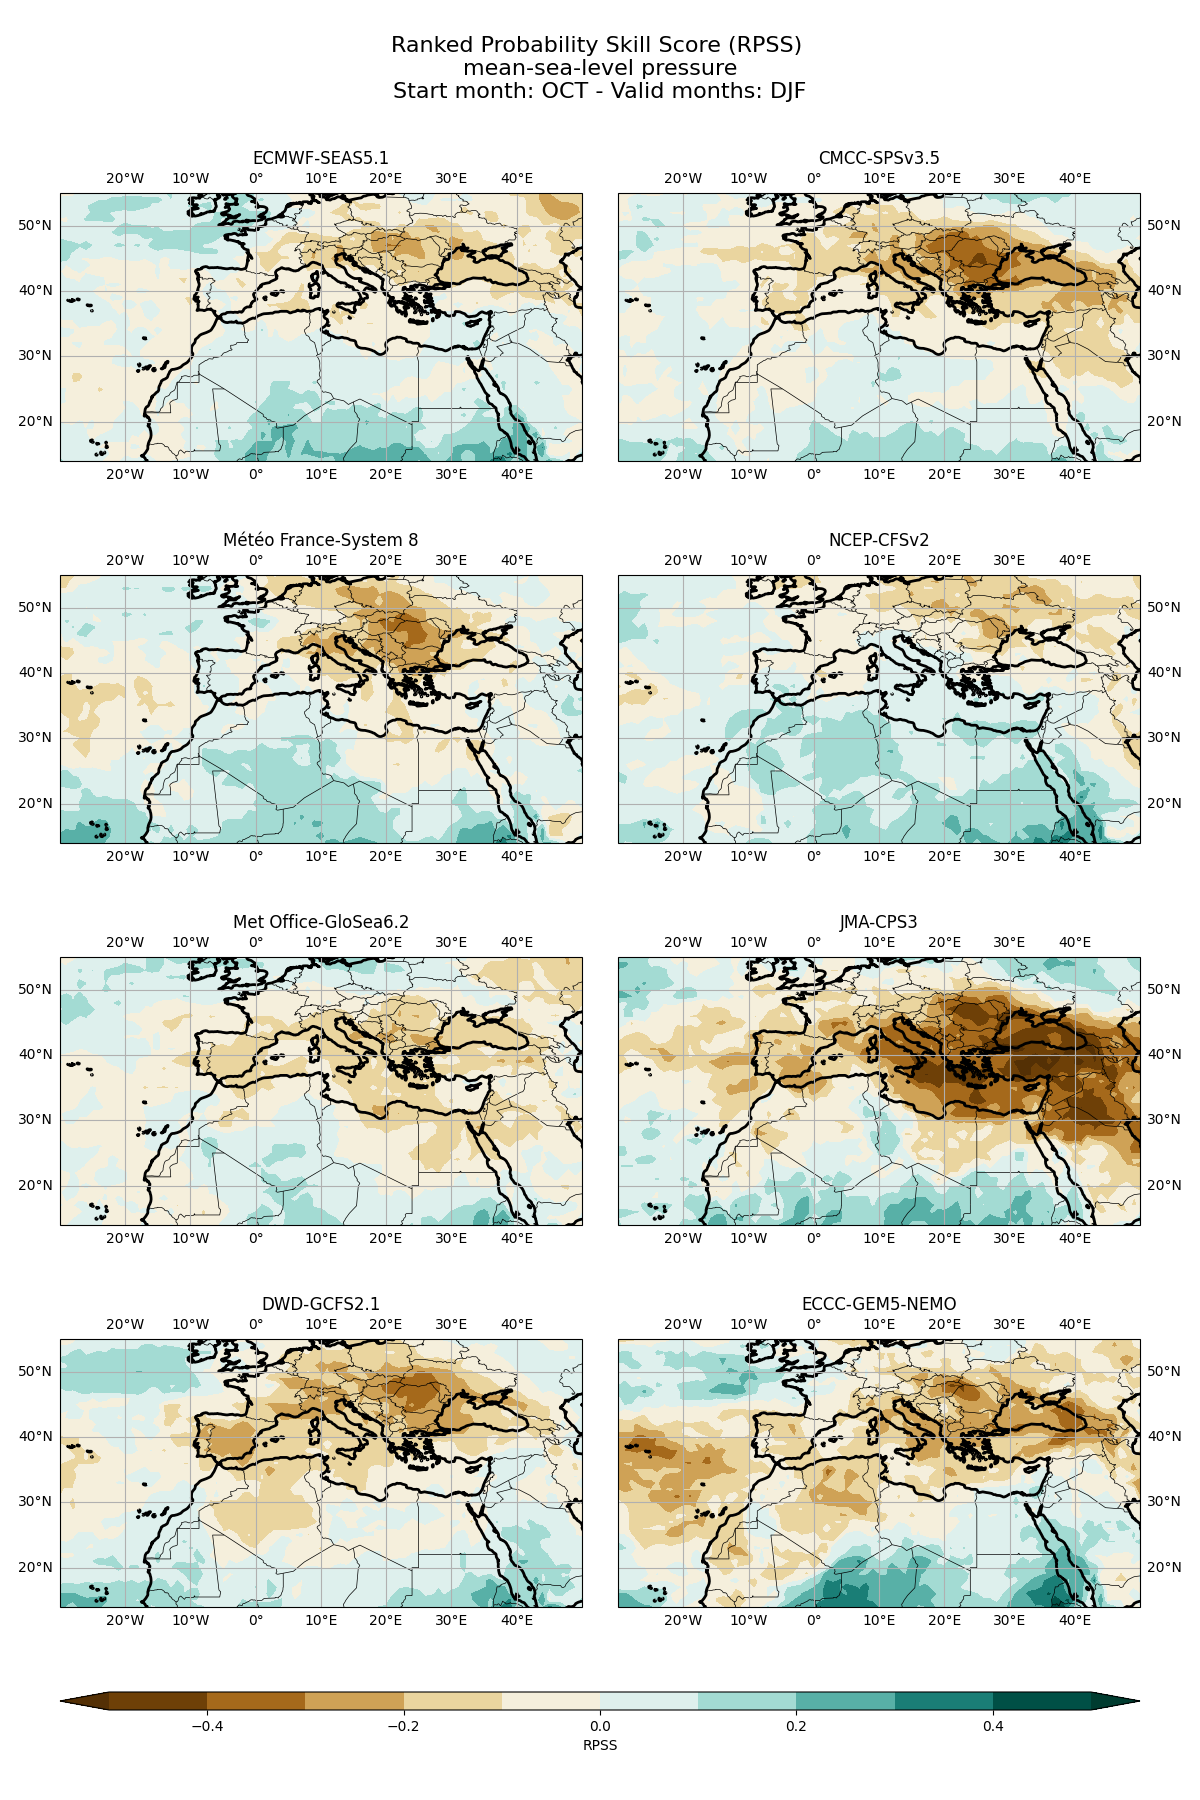 Ranked Probability Skill Score (RPSS)
mean-sea-level pressure
Start month: OCT - Valid months: DJF
ECMWF-SEAS5.1
20°W 10°W 0° 10°E 20°E 30°E 40°E
50°N
40°N
30°N
20°N
20°W 10°W 0° 10°E 20°E 30°E 40°E
CMCC-SPSv3.5
20°W 10°W 0° 10°E 20°E 30°E 40°E
50°N
40°N
30°N
20°N
20°W 10°W 0° 10°E 20°E 30°E 40°E
Météo France-System 8
20°W 10°W 0° 10°E 20°E 30°E 40°E
50°N
40°N
30°N
20°N
20°W 10°W 0° 10°E 20°E 30°E 40°E
NCEP-CFSv2
20°W 10°W 0° 10°E 20°E 30°E 40°E
50°N
40°N
30°N
20°N
20°W 10°W 0° 10°E 20°E 30°E 40°E
Met Office-GloSea6.2
20°W 10°W 0° 10°E 20°E 30°E 40°E
50°N
40°N
30°N
20°N
20°W 10°W 0° 10°E 20°E 30°E 40°E
JMA-CPS3
20°W 10°W 0° 10°E 20°E 30°E 40°E
50°N
40°N
30°N
20°N
20°W 10°W 0° 10°E 20°E 30°E 40°E
DWD-GCFS2.1
20°W 10°W 0° 10°E 20°E 30°E 40°E
50°N
40°N
30°N
20°N
20°W 10°W 0° 10°E 20°E 30°E 40°E
ECCC-GEM5-NEMO
20°W 10°W 0° 10°E 20°E 30°E 40°E
50°N
40°N
30°N
20°N
20°W 10°W 0° 10°E 20°E 30°E 40°E
−0.4 −0.2 0.0 0.2 0.4
RPSS